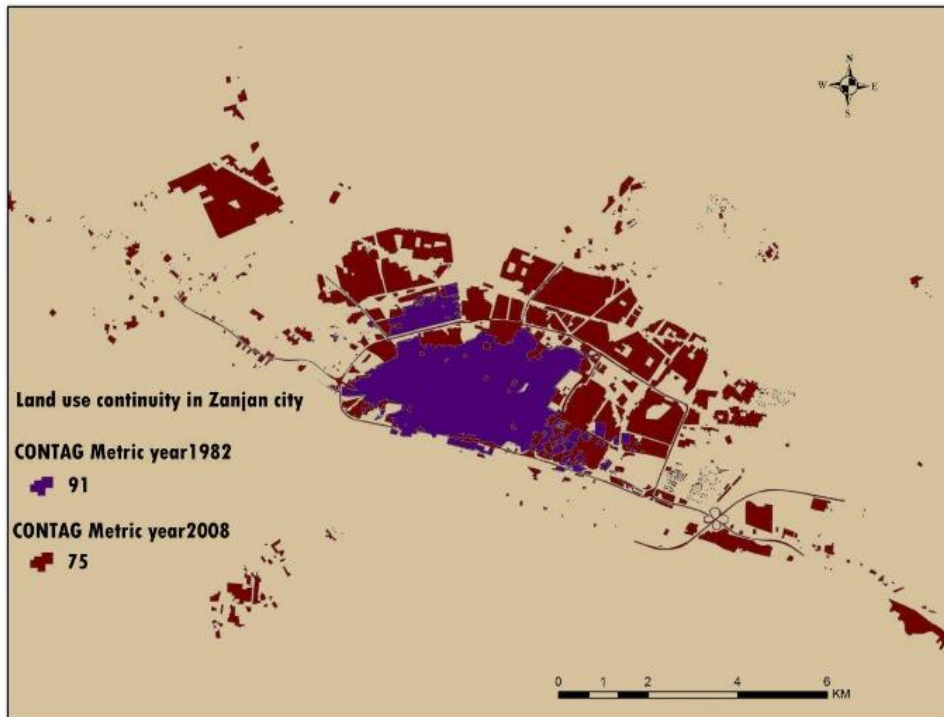 N
W E
S
Land use continuity in Zanjan city
CONTAG Metric year1982
91
CONTAG Metric year2008
75
0 1 2 4 6
KM